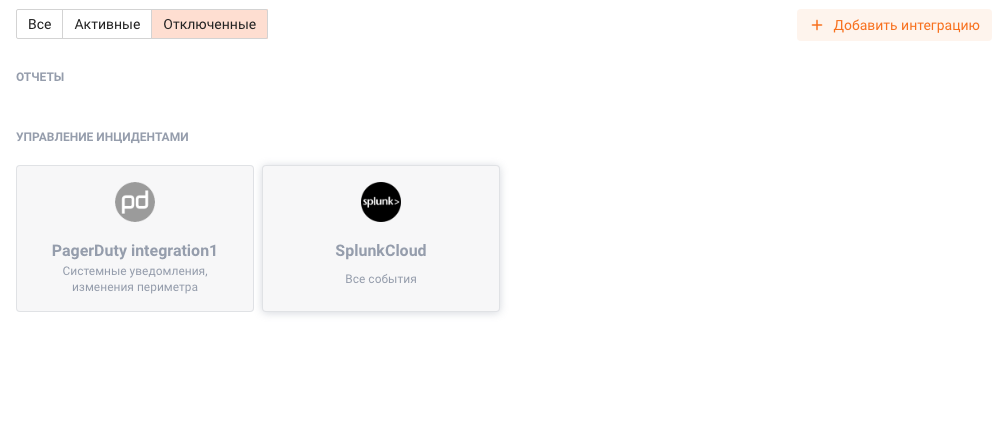 Все Активные Отключенные + Добавить интеграцию
ОТЧЕТЫ
УПРАВЛЕНИЕ ИНЦИДЕНТАМИ
pd
PagerDuty integration1
Системные уведомления,
изменения периметра
splunk>
SplunkCloud
Все события